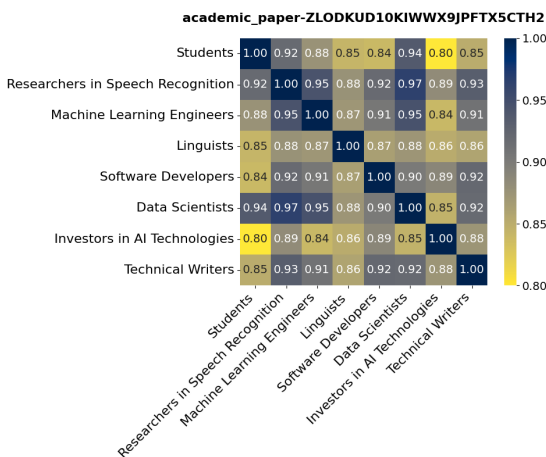 academic_paper-ZLODKUD10KIWWX9JPFTX5CTH2
Students 1.00 0.92 0.88 0.85 0.84 0.94 0.80 0.85
Researchers in Speech Recognition 0.92 1.00 0.95 0.88 0.92 0.97 0.89 0.93
Machine Learning Engineers 0.88 0.95 1.00 0.87 0.91 0.95 0.84 0.91
Linguists 0.85 0.88 0.87 1.00 0.87 0.88 0.86 0.86
Software Developers 0.84 0.92 0.91 0.87 1.00 0.90 0.89 0.92
Data Scientists 0.94 0.97 0.95 0.88 0.90 1.00 0.85 0.92
Investors in AI Technologies 0.80 0.89 0.84 0.86 0.89 0.85 1.00 0.88
Technical Writers 0.85 0.93 0.91 0.86 0.92 0.92 0.88 1.00
Students
Researchers in Speech Recognition
Machine Learning Engineers
Linguists
Software Developers
Data Scientists
Investors in AI Technologies
Technical Writers
1.00
0.95
0.90
0.85
0.80